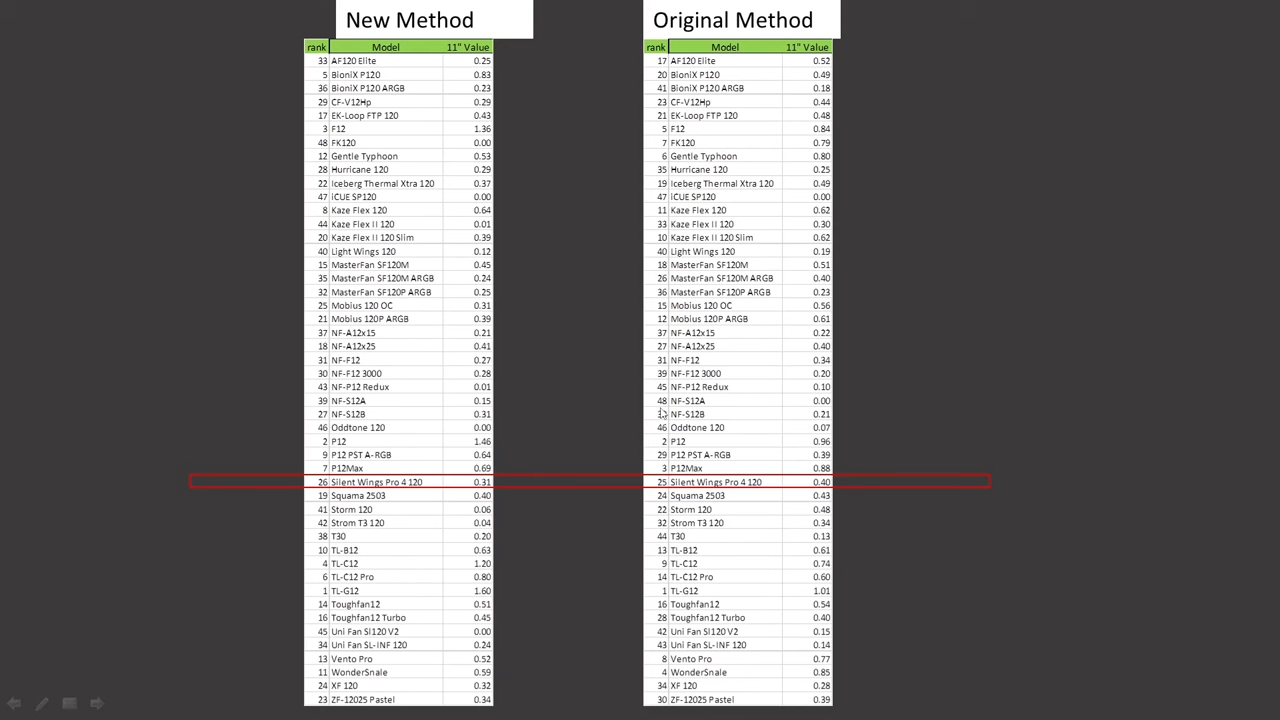 New Method Original Method
rank Model 11" Value rank Model 11" Value
33 AF120 Elite 0.25 17 AF120 Elite 0.52
5 BioniX P120 0.83 20 BioniX P120 0.49
36 BioniX P120 ARGB 0.23 41 BioniX P120 ARGB 0.18
29 CF-V12Hp 0.29 23 CF-V12Hp 0.44
17 EK-Loop FTP 120 0.43 21 EK-Loop FTP 120 0.48
3 F12 1.36 5 F12 0.84
48 FK120 0.00 7 FK120 0.79
12 Gentle Typhoon 0.53 6 Gentle Typhoon 0.80
28 Hurricane 120 0.29 35 Hurricane 120 0.25
22 Iceberg Thermal Xtra 120 0.37 19 Iceberg Thermal Xtra 120 0.49
47 iCUE SP120 0.00 47 iCUE SP120 0.00
8 Kaze Flex 120 0.64 11 Kaze Flex 120 0.62
44 Kaze Flex II 120 0.01 33 Kaze Flex II 120 0.30
20 Kaze Flex II 120 Slim 0.39 10 Kaze Flex II 120 Slim 0.62
40 Light Wings 120 0.12 40 Light Wings 120 0.19
15 MasterFan SF120M 0.45 18 MasterFan SF120M 0.51
35 MasterFan SF120M ARGB 0.24 26 MasterFan SF120M ARGB 0.40
32 MasterFan SF120P ARGB 0.25 36 MasterFan SF120P ARGB 0.23
25 Mobius 120 OC 0.31 15 Mobius 120 OC 0.56
21 Mobius 120P ARGB 0.39 12 Mobius 120P ARGB 0.61
37 NF-A12x15 0.21 37 NF-A12x15 0.22
18 NF-A12x25 0.41 27 NF-A12x25 0.40
31 NF-F12 0.27 31 NF-F12 0.34
30 NF-F12 3000 0.28 39 NF-F12 3000 0.20
43 NF-P12 Redux 0.01 45 NF-P12 Redux 0.10
39 NF-S12A 0.15 48 NF-S12A 0.00
27 NF-S12B 0.31 NF-S12B 0.21
46 Oddtone 120 0.00 46 Oddtone 120 0.07
2 P12 1.46 2 P12 0.96
9 P12 PST A-RGB 0.64 29 P12 PST A-RGB 0.39
7 P12Max 0.69 3 P12Max 0.88
26 Silent Wings Pro 4 120 0.31 25 Silent Wings Pro 4 120 0.40
19 Squama 2503 0.40 24 Squama 2503 0.43
41 Storm 120 0.06 22 Storm 120 0.48
42 Strom T3 120 0.04 32 Strom T3 120 0.34
38 T30 0.20 44 T30 0.13
10 TL-B12 0.63 13 TL-B12 0.61
4 TL-C12 1.20 9 TL-C12 0.74
6 TL-C12 Pro 0.80 14 TL-C12 Pro 0.60
1 TL-G12 1.60 1 TL-G12 1.01
14 Toughfan12 0.51 16 Toughfan12 0.54
16 Toughfan12 Turbo 0.45 28 Toughfan12 Turbo 0.40
45 Uni Fan Sl120 V2 0.00 42 Uni Fan Sl120 V2 0.15
34 Uni Fan SL-INF 120 0.24 43 Uni Fan SL-INF 120 0.14
13 Vento Pro 0.52 8 Vento Pro 0.77
11 WonderSnale 0.59 4 WonderSnale 0.85
24 XF 120 0.32 34 XF 120 0.28
23 ZF-12025 Pastel 0.34 30 ZF-12025 Pastel 0.39